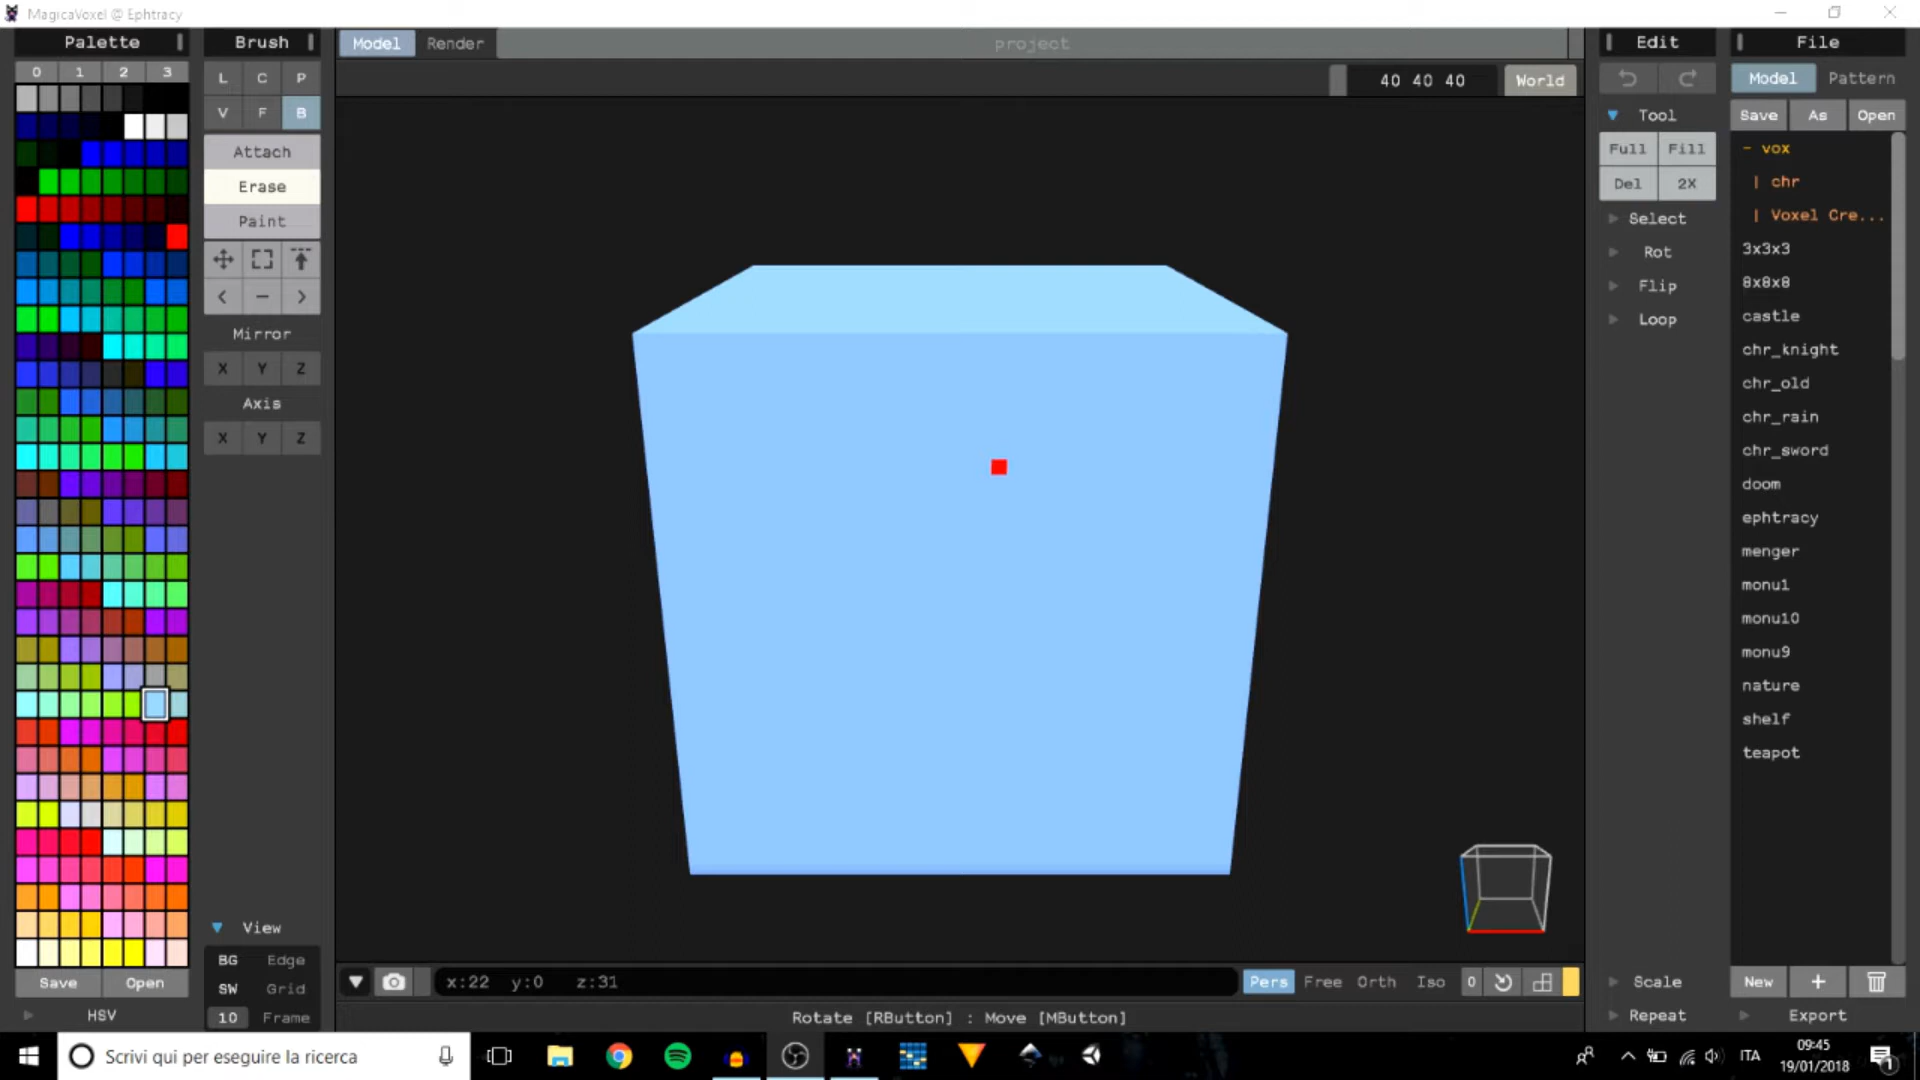 MagicaVoxel @ Ephtracy
Palette
Brush
Model Render
project
Edit
File
0 1 2 3
L C P
V F B
40 40 40
World
Model Pattern
Attach
Erase
Paint
Tool
Save As Open
Full Fill
Del 2X
Select
Rot
Flip
Loop
- vox
| chr
| Voxel Cre...
3x3x3
8x8x8
castle
chr_knight
chr_old
chr_rain
chr_sword
doom
ephtracy
menger
monu1
monu10
monu9
nature
shelf
teapot
< - >
Mirror
X Y Z
Axis
X Y Z
View
BG Edge
SW Grid
10 Frame
Save Open
HSV
x:22 y:0 z:31
Pers Free Orth Iso 0
Scale
Repeat
New +
Export
Rotate [RButton] : Move [MButton]
Scrivi qui per eseguire la ricerca
ITA
09:45
19/01/2018
1